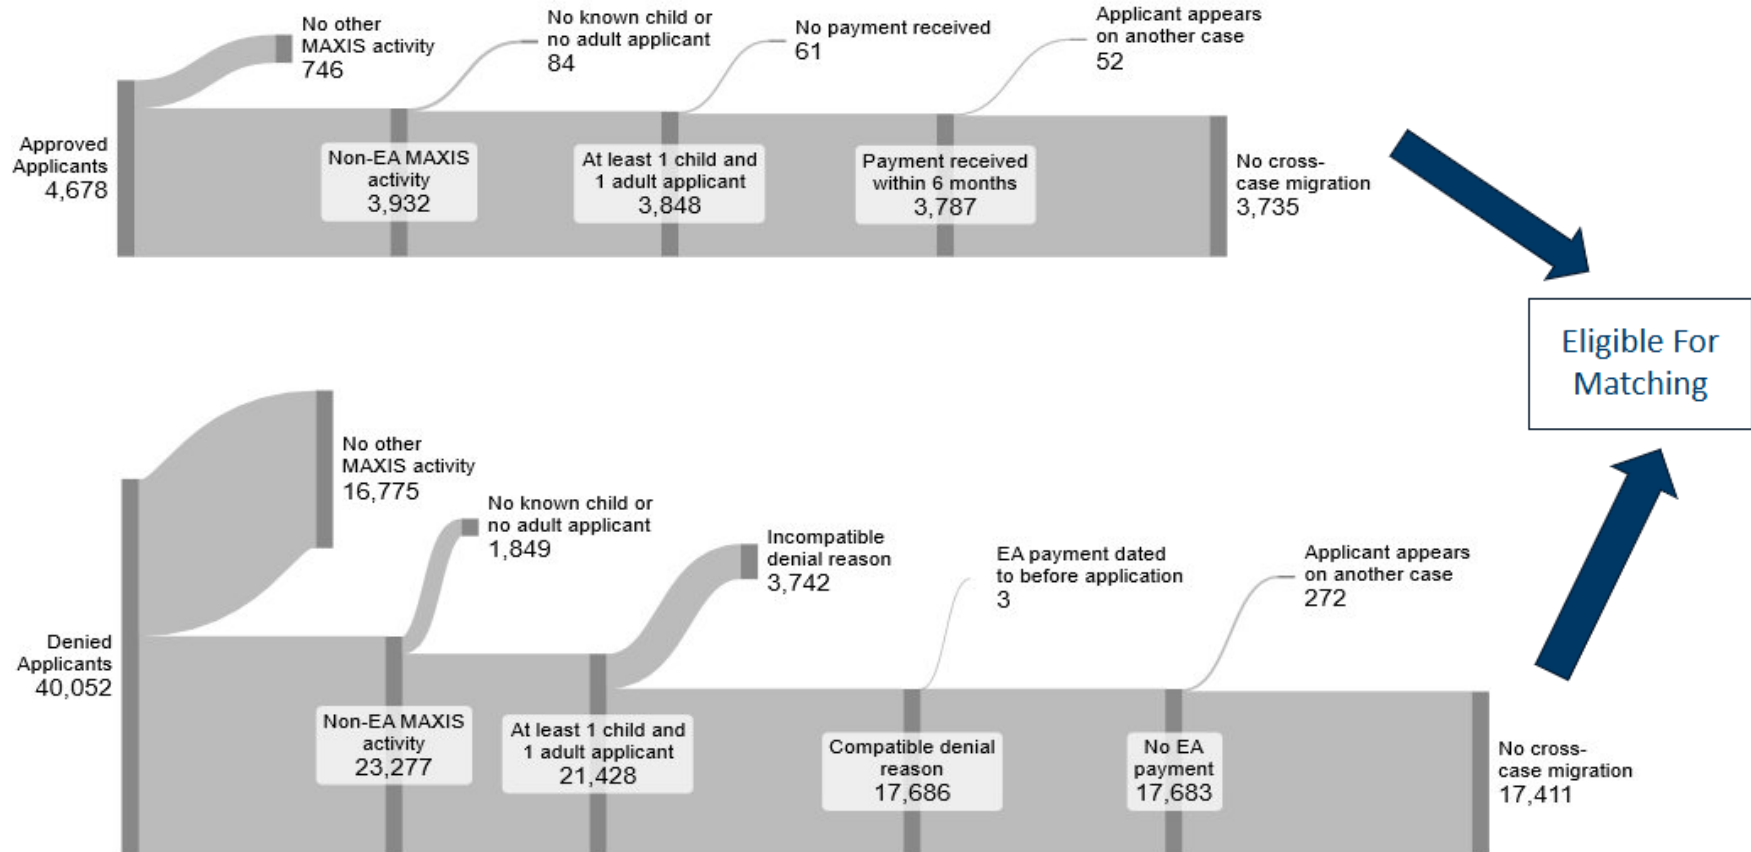 No other
MAXIS activity
746
No known child or
no adult applicant
84
No payment received
61
Applicant appears
on another case
52
Approved
Applicants
4,678
Non-EA MAXIS
activity
3,932
At least 1 child and
1 adult applicant
3,848
Payment received
within 6 months
3,787
No cross-
case migration
3,735
Eligible For
Matching
No other
MAXIS activity
16,775
No known child or
no adult applicant
1,849
Incompatible
denial reason
3,742
EA payment dated
to before application
3
Applicant appears
on another case
272
Denied
Applicants
40,052
Non-EA MAXIS
activity
23,277
At least 1 child and
1 adult applicant
21,428
Compatible denial
reason
17,686
No EA
payment
17,683
No cross-
case migration
17,411